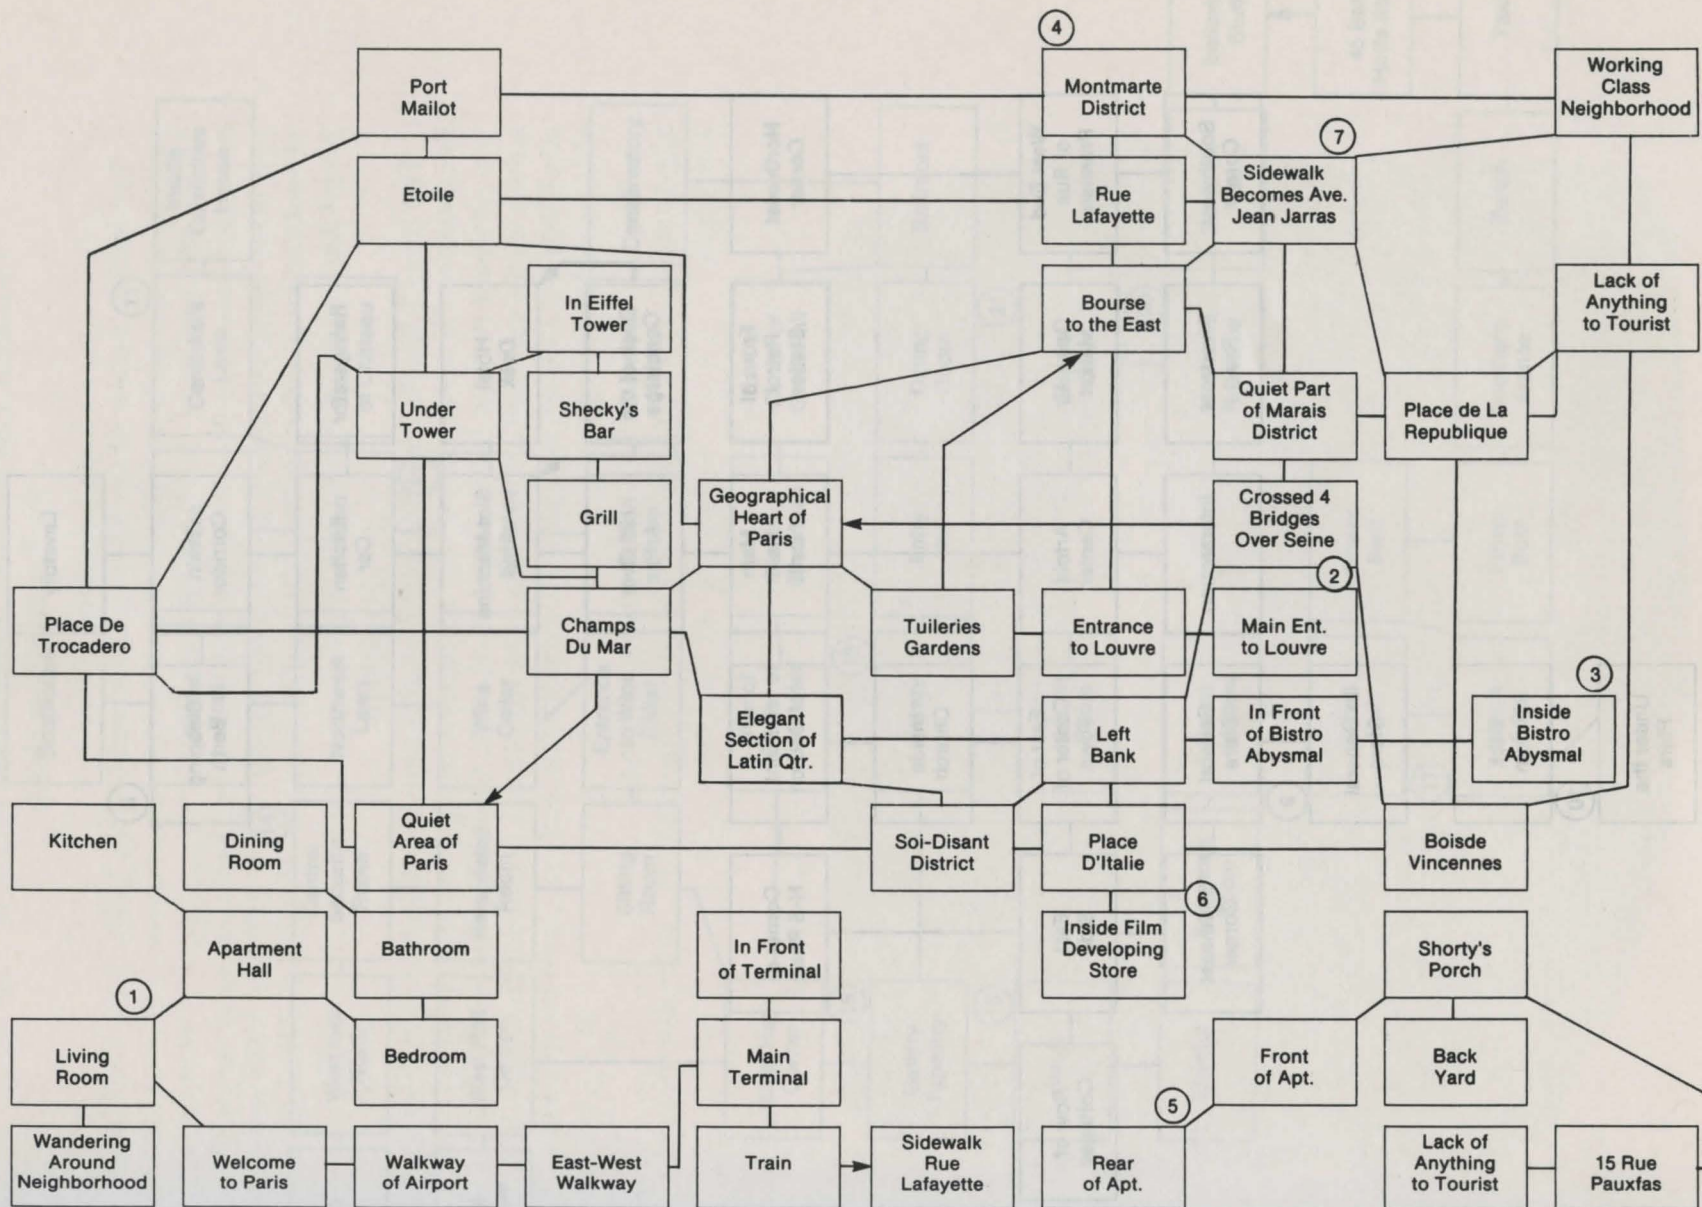 4
Port
Mailot
Montmarte
District
Working
Class
Neighborhood
7
Etoile
Rue
Lafayette
Sidewalk
Becomes Ave.
Jean Jarras
In Eiffel
Tower
Bourse
to the East
Lack of
Anything
to Tourist
Under
Tower
Shecky's
Bar
Quiet Part
of Marais
District
Place de La
Republique
Grill
Geographical
Heart of
Paris
Crossed 4
Bridges
Over Seine
2
Place De
Trocadero
Champs
Du Mar
Tuileries
Gardens
Entrance
to Louvre
Main Ent.
to Louvre
3
Elegant
Section of
Latin Qtr.
Left
Bank
In Front
of Bistro
Abysmal
Inside
Bistro
Abysmal
Kitchen
Dining
Room
Quiet
Area of
Paris
Soi-Disant
District
Place
D'Italie
Boisde
Vincennes
6
Apartment
Hall
Bathroom
In Front
of Terminal
Inside Film
Developing
Store
Shorty's
Porch
1
Living
Room
Bedroom
Main
Terminal
Front
of Apt.
Back
Yard
5
Wandering
Around
Neighborhood
Welcome
to Paris
Walkway
of Airport
East-West
Walkway
Train
Sidewalk
Rue
Lafayette
Rear
of Apt.
Lack of
Anything
to Tourist
15 Rue
Pauxfas